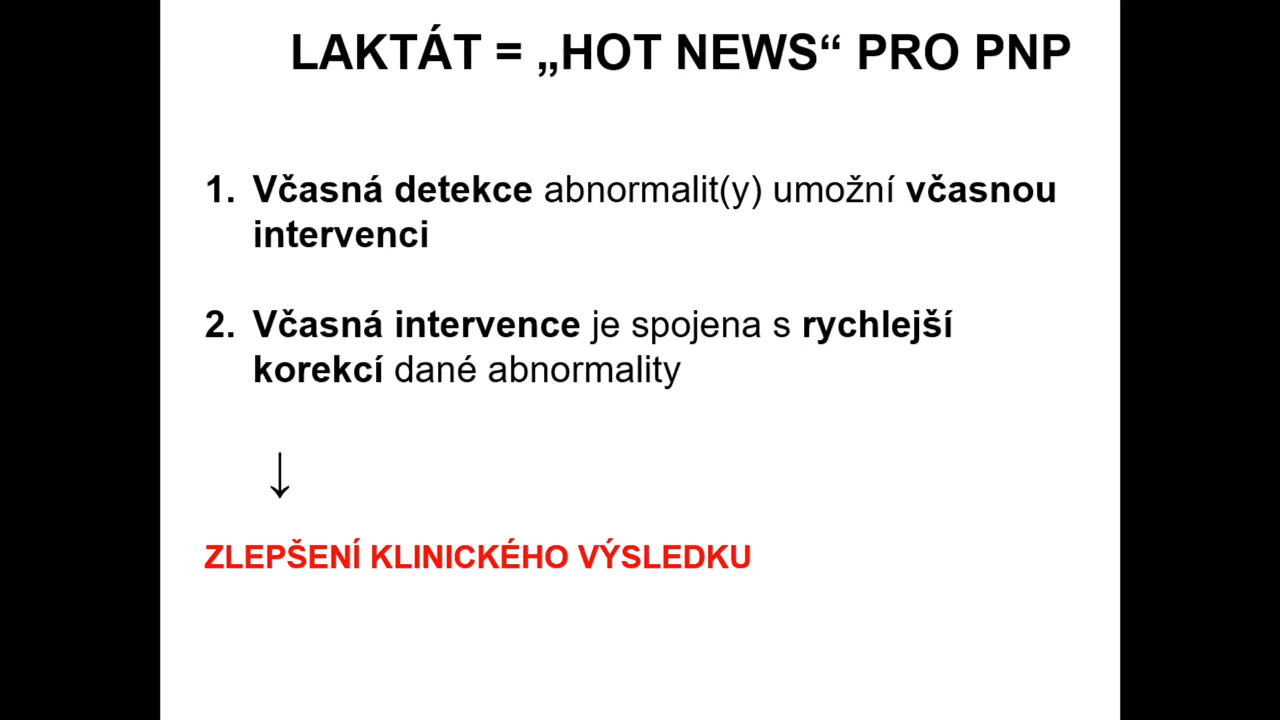 LAKTÁT = „HOT NEWS“ PRO PNP
1. Včasná detekce abnormalit(y) umožní včasnou
intervenci
2. Včasná intervence je spojena s rychlejší
korekcí dané abnormality
↓
ZLEPŠENÍ KLINICKÉHO VÝSLEDKU